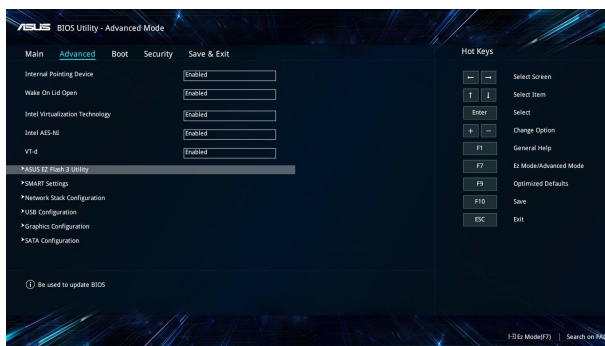 ASUS BIOS Utility - Advanced Mode
Main Advanced Boot Security Save & Exit
Internal Pointing Device Enabled
Wake On Lid Open Enabled
Intel Virtualization Technology Enabled
Intel AES-NI Enabled
VT-d Enabled
ASUS EZ Flash 3 Utility
SMART Settings
Network Stack Configuration
USB Configuration
Graphics Configuration
SATA Configuration
Be used to update BIOS
Hot Keys
← → Select Screen
↑ ↓ Select Item
Enter Select
+ − Change Option
F1 General Help
F7 Ez Mode/Advanced Mode
F9 Optimized Defaults
F10 Save
ESC Exit
Ez Mode(F7) | Search on FA